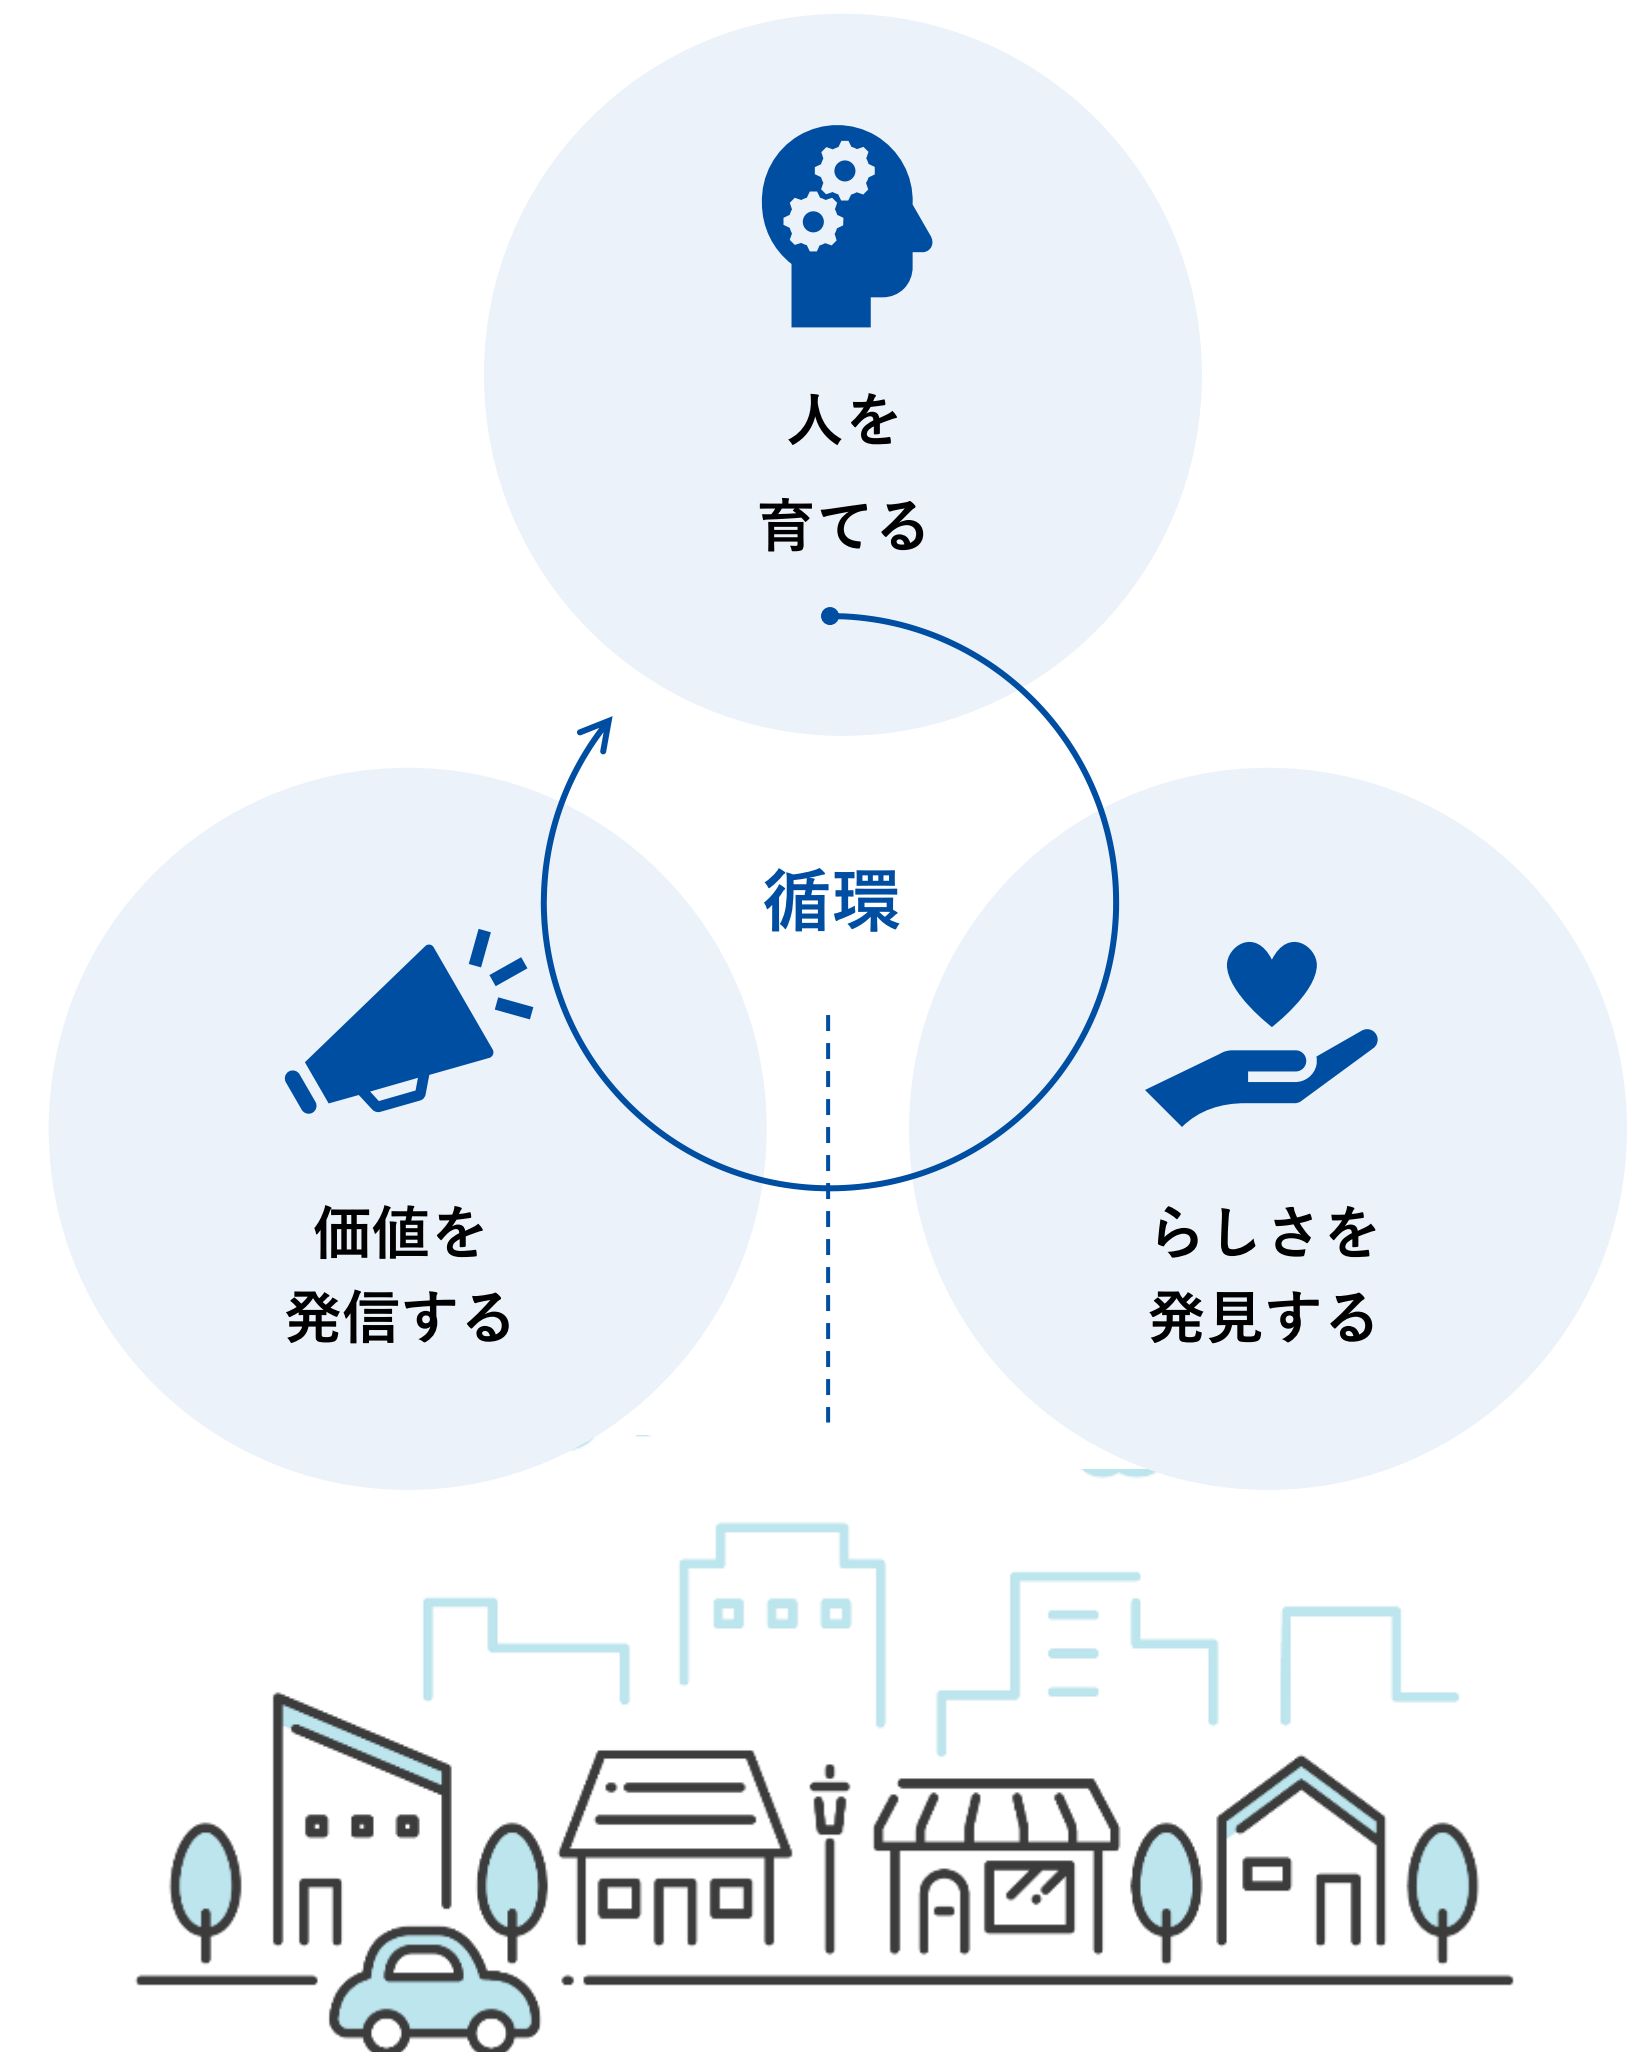 人を
育てる
循環
価値を
発信する
らしさを
発見する